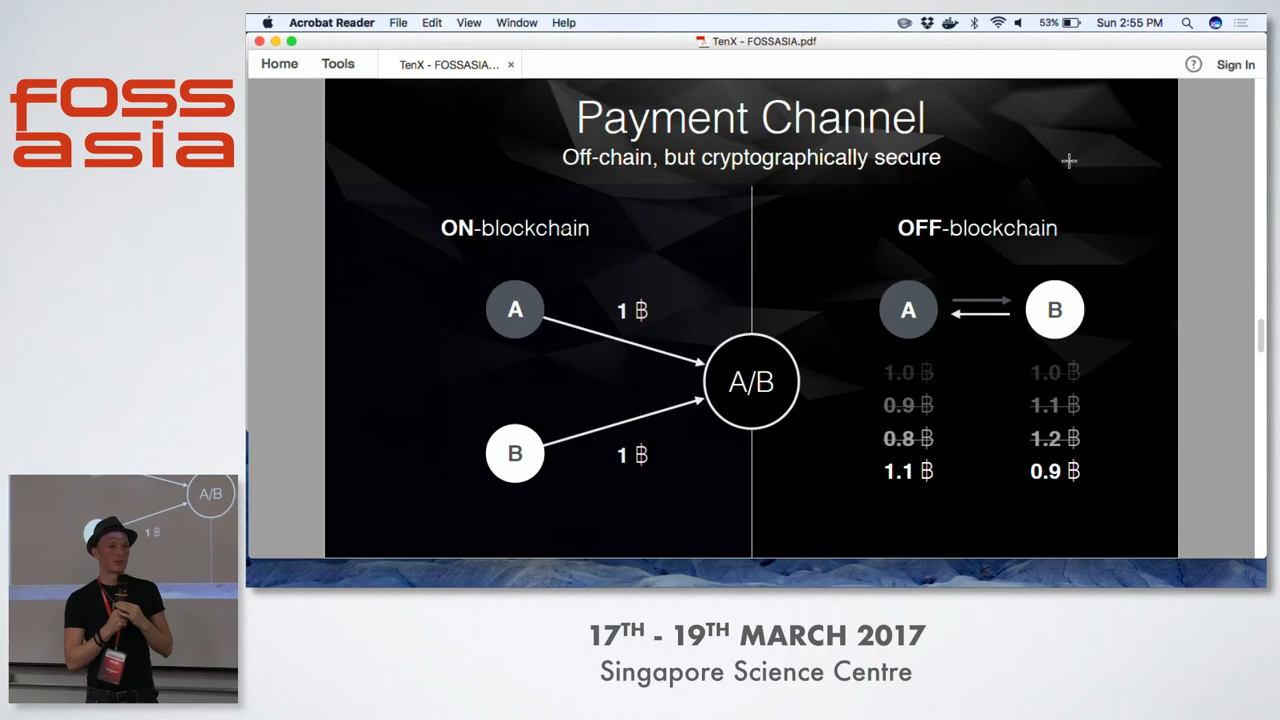 foss
asia
Acrobat Reader File Edit View Window Help 53% Sun 2:55 PM
TenX - FOSSASIA.pdf
Home Tools TenX - FOSSASIA... × ? Sign In
Payment Channel
Off-chain, but cryptographically secure
ON-blockchain
OFF-blockchain
A 1 ฿
A/B
B 1 ฿
A B
1.0 ฿ 1.0 ฿
0.9 ฿ 1.1 ฿
0.8 ฿ 1.2 ฿
1.1 ฿ 0.9 ฿
A/B
1 ฿
17TH - 19TH MARCH 2017
Singapore Science Centre